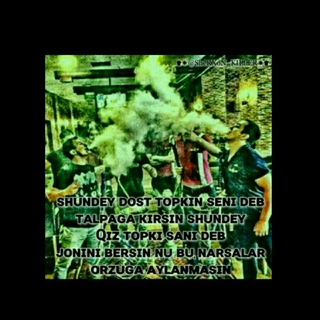 SHUNDEY DOST TOPKIN SENI DEB
TALPAGA KIRSIN SHUNDEY
QIZ TOPKI SANI DEB
JONINI BERSIN NU BU NARSALAR
ORZUGA AYLANMASIN